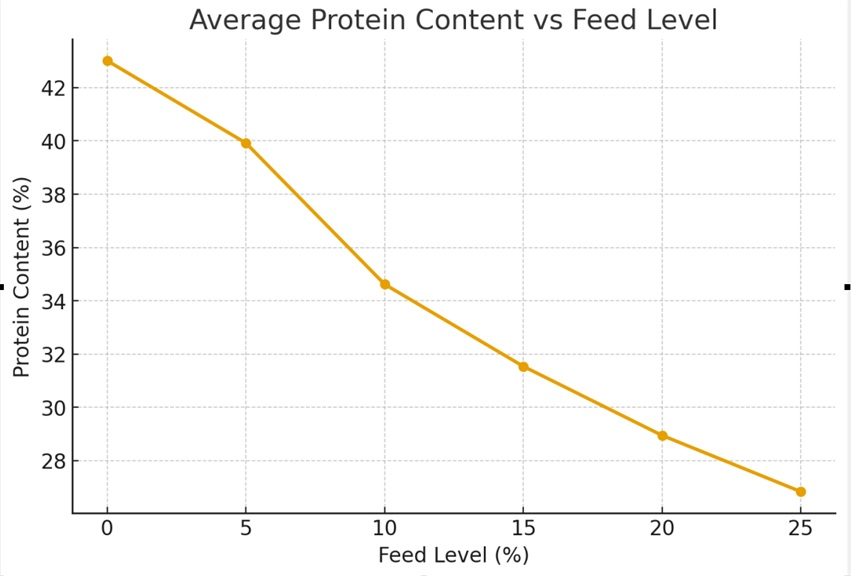 Average Protein Content vs Feed Level
Protein Content (%)
42
40
38
36
34
32
30
28
0 5 10 15 20 25
Feed Level (%)